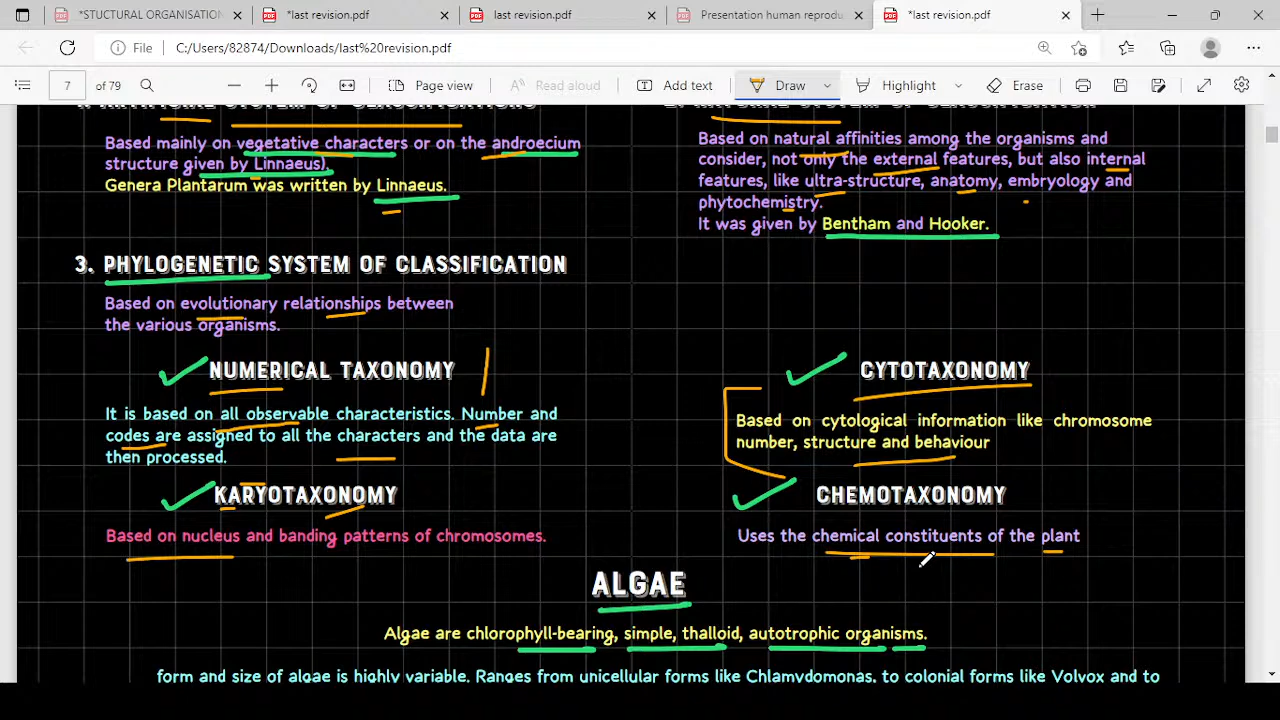 *STUCTURAL ORGANISATION
*last revision.pdf
last revision.pdf
Presentation human reprodu
*last revision.pdf
File
C:/Users/82874/Downloads/last%20revision.pdf
7
of 79
Page view
Read aloud
Add text
Draw
Highlight
Erase
Based mainly on vegetative characters or on the androecium
structure given by Linnaeus).
Genera Plantarum was written by Linnaeus.
Based on natural affinities among the organisms and
consider, not only the external features, but also internal
features, like ultra-structure, anatomy, embryology and
phytochemistry.
It was given by Bentham and Hooker.
3. PHYLOGENETIC SYSTEM OF CLASSIFICATION
Based on evolutionary relationships between
the various organisms.
NUMERICAL TAXONOMY
It is based on all observable characteristics. Number and
codes are assigned to all the characters and the data are
then processed.
KARYOTAXONOMY
Based on nucleus and banding patterns of chromosomes.
CYTOTAXONOMY
Based on cytological information like chromosome
number, structure and behaviour
CHEMOTAXONOMY
Uses the chemical constituents of the plant
ALGAE
Algae are chlorophyll-bearing, simple, thalloid, autotrophic organisms.
form and size of algae is highly variable. Ranges from unicellular forms like Chlamydomonas, to colonial forms like Volvox and to